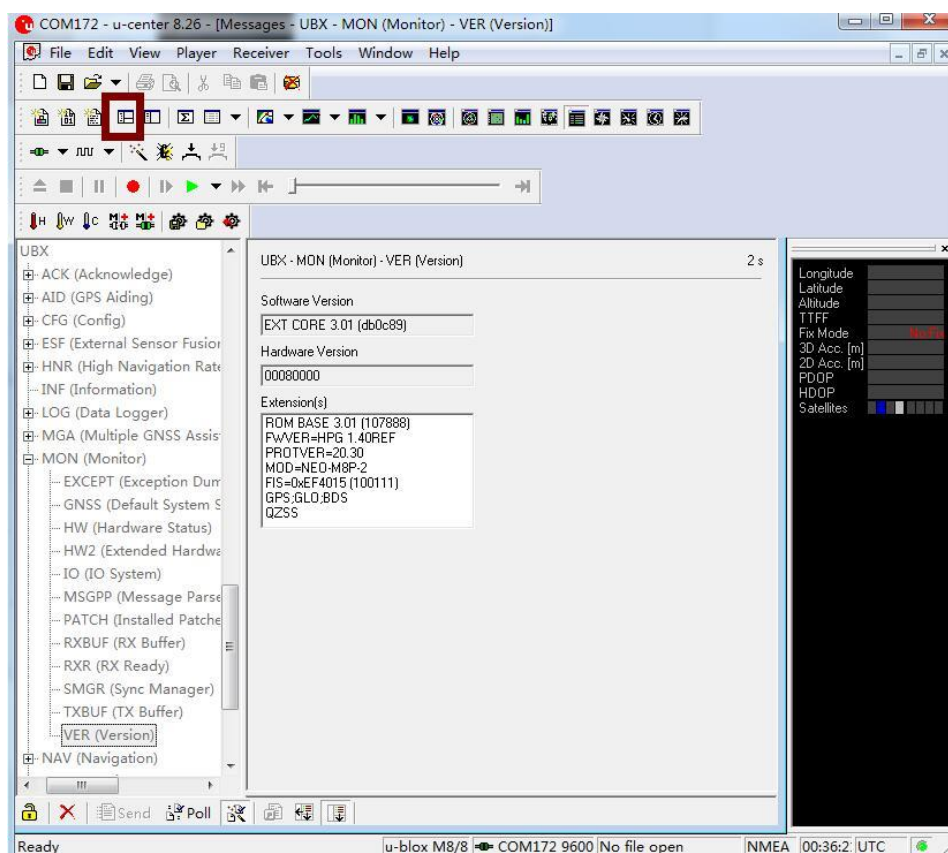 COM172 - u-center 8.26 - [Messages - UBX - MON (Monitor) - VER (Version)]
File Edit View Player Receiver Tools Window Help
H W C
UBX
ACK (Acknowledge)
AID (GPS Aiding)
CFG (Config)
ESF (External Sensor Fusior
HNR (High Navigation Rate
INF (Information)
LOG (Data Logger)
MGA (Multiple GNSS Assis
MON (Monitor)
EXCEPT (Exception Dum
GNSS (Default System S
HW (Hardware Status)
HW2 (Extended Hardwa
IO (IO System)
MSGPP (Message Parse
PATCH (Installed Patche
RXBUF (RX Buffer)
RXR (RX Ready)
SMGR (Sync Manager)
TXBUF (TX Buffer)
VER (Version)
NAV (Navigation)
UBX - MON (Monitor) - VER (Version) 2 s
Software Version
EXT CORE 3.01 (db0c89)
Hardware Version
00080000
Extension(s)
ROM BASE 3.01 (107888)
FWVER=HPG 1.40REF
PROTVER=20.30
MOD=NEO-M8P-2
FIS=0xEF4015 (100111)
GPS;GLO;BDS
QZSS
Longitude
Latitude
Altitude
TTFF
Fix Mode No Fix
3D Acc. [m]
2D Acc. [m]
PDOP
HDOP
Satellites
Send Poll
Ready u-blox M8/8 COM172 9600 No file open NMEA 00:36:2 UTC